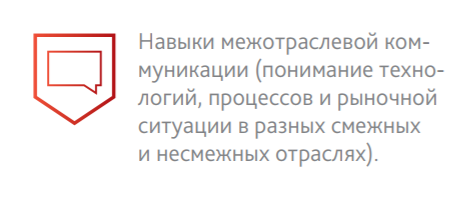 Навыки межотраслевой ком-
муникации (понимание техно-
логий, процессов и рыночной
ситуации в разных смежных
и несмежных отраслях).